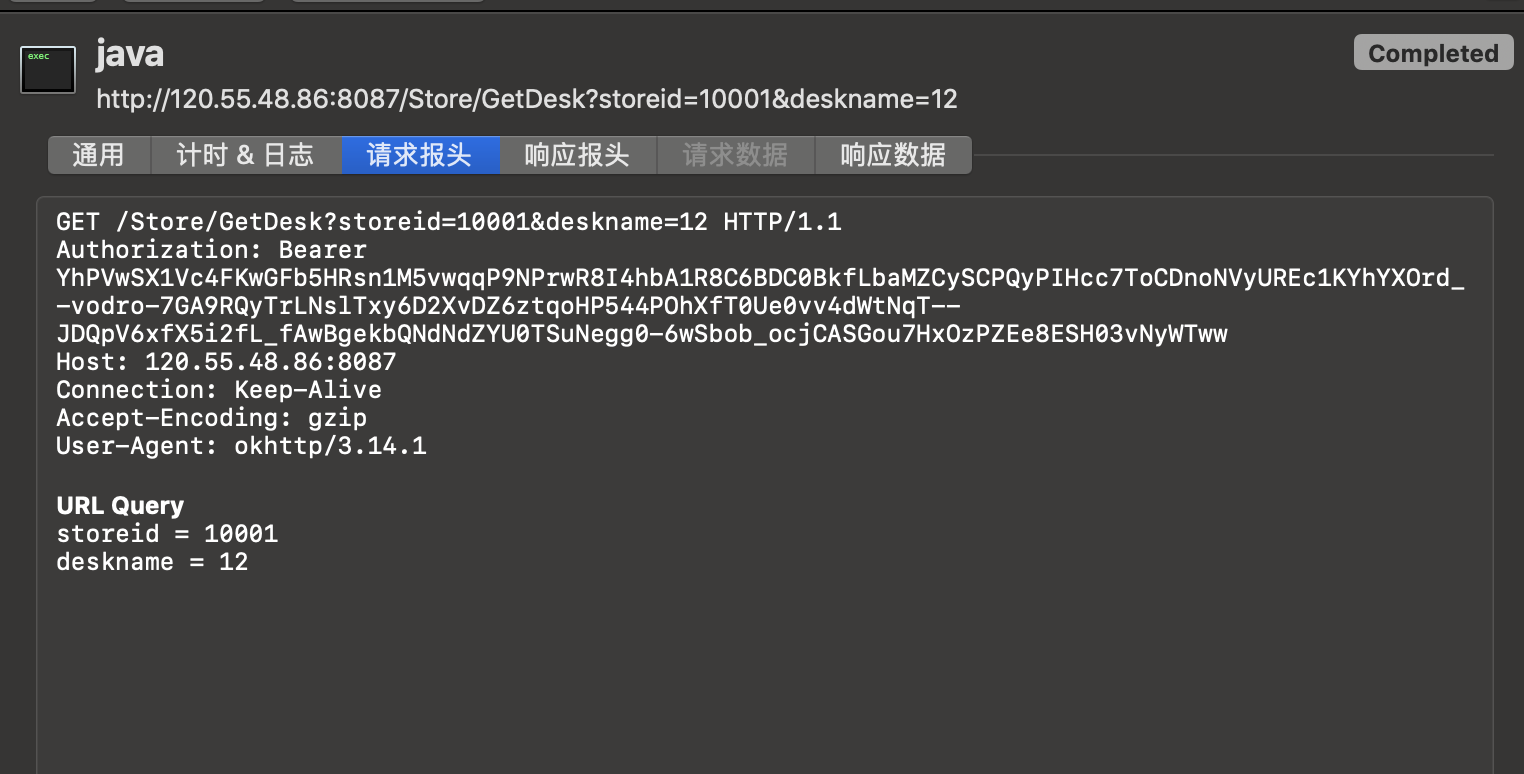 exec
java
Completed
http://120.55.48.86:8087/Store/GetDesk?storeid=10001&deskname=12
通用 计时 & 日志 请求报头 响应报头 请求数据 响应数据
GET /Store/GetDesk?storeid=10001&deskname=12 HTTP/1.1
Authorization: Bearer
YhPVwSX1Vc4FKwGFb5HRsn1M5vwqqP9NPrwR8I4hbA1R8C6BDC0BkfLbaMZCySCPQyPIHcc7ToCDnoNVyUREc1KYhYXOrd_
-vodro-7GA9RQyTrLNslTxy6D2XvDZ6ztqoHP544POhXfT0Ue0vv4dWtNqT--
JDQpV6xfX5i2fL_fAwBgekbQNdNdZYU0TSuNegg0-6wSbob_ocjCASGou7HxOzPZEe8ESH03vNyWTww
Host: 120.55.48.86:8087
Connection: Keep-Alive
Accept-Encoding: gzip
User-Agent: okhttp/3.14.1
URL Query
storeid = 10001
deskname = 12